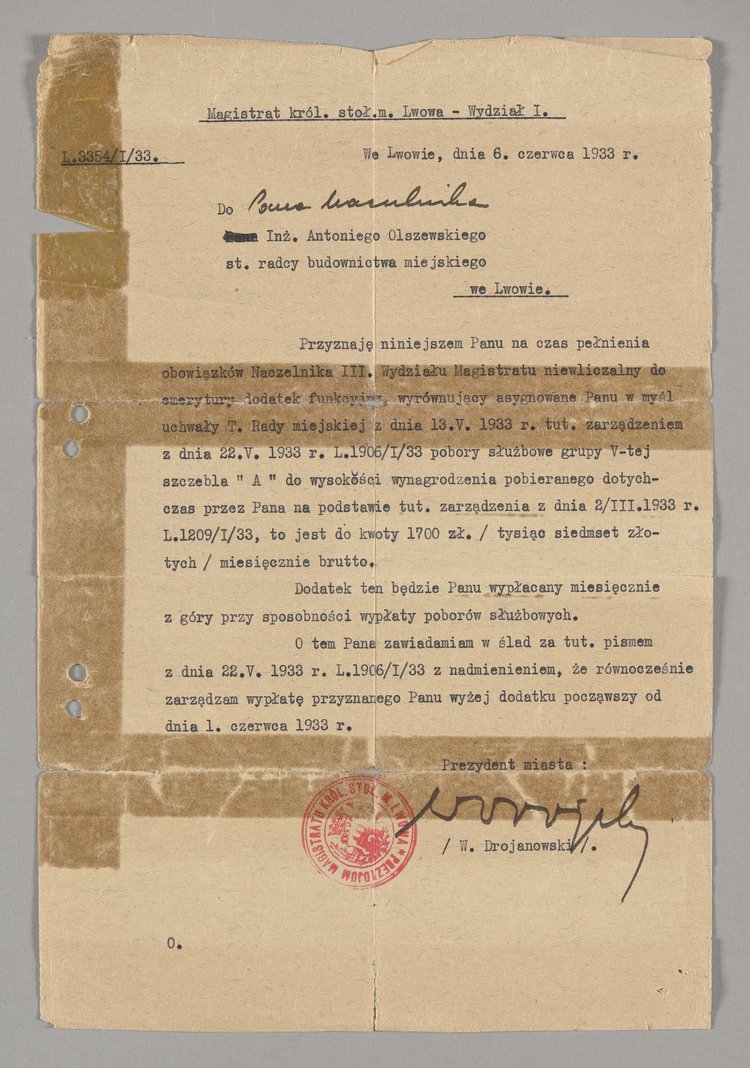 Magistrat król. stoł.m. Lwowa - Wydział I.
L.3354/I/33.
We Lwowie, dnia 6. czerwca 1933 r.
Do Pana Naczelnika
Pana Inż. Antoniego Olszewskiego
st. radcy budownictwa miejskiego
we Lwowie.
Przyznaję niniejszem Panu na czas pełnienia
obowiązków Naczelnika III. Wydziału Magistratu niewliczalny do
emerytury dodatek funkcyjny, wyrównujący asygnowane Panu w myśl
uchwały T. Rady miejskiej z dnia 13.V. 1933 r. tut. zarządzeniem
z dnia 22.V. 1933 r. L.1906/I/33 pobory służbowe grupy V-tej
szczebla " A " do wysokości wynagrodzenia pobieranego dotych-
czas przez Pana na podstawie tut. zarządzenia z dnia 2/III.1933 r.
L.1209/I/33, to jest do kwoty 1700 zł. / tysiąc siedmset zło-
tych / miesięcznie brutto.
Dodatek ten będzie Panu wypłacany miesięcznie
z góry przy sposobności wypłaty poborów służbowych.
O tem Pana zawiadamiam w ślad za tut. pismem
z dnia 22.V. 1933 r. L.1906/I/33 z nadmienieniem, że równocześnie
zarządzam wypłatę przyznanego Panu wyżej dodatku począwszy od
dnia 1. czerwca 1933 r.
Prezydent miasta :
/ W. Drojanowski /.
PREZYDJUM MAGISTRATU KRÓL. STOŁ. M. LWOWA
O.